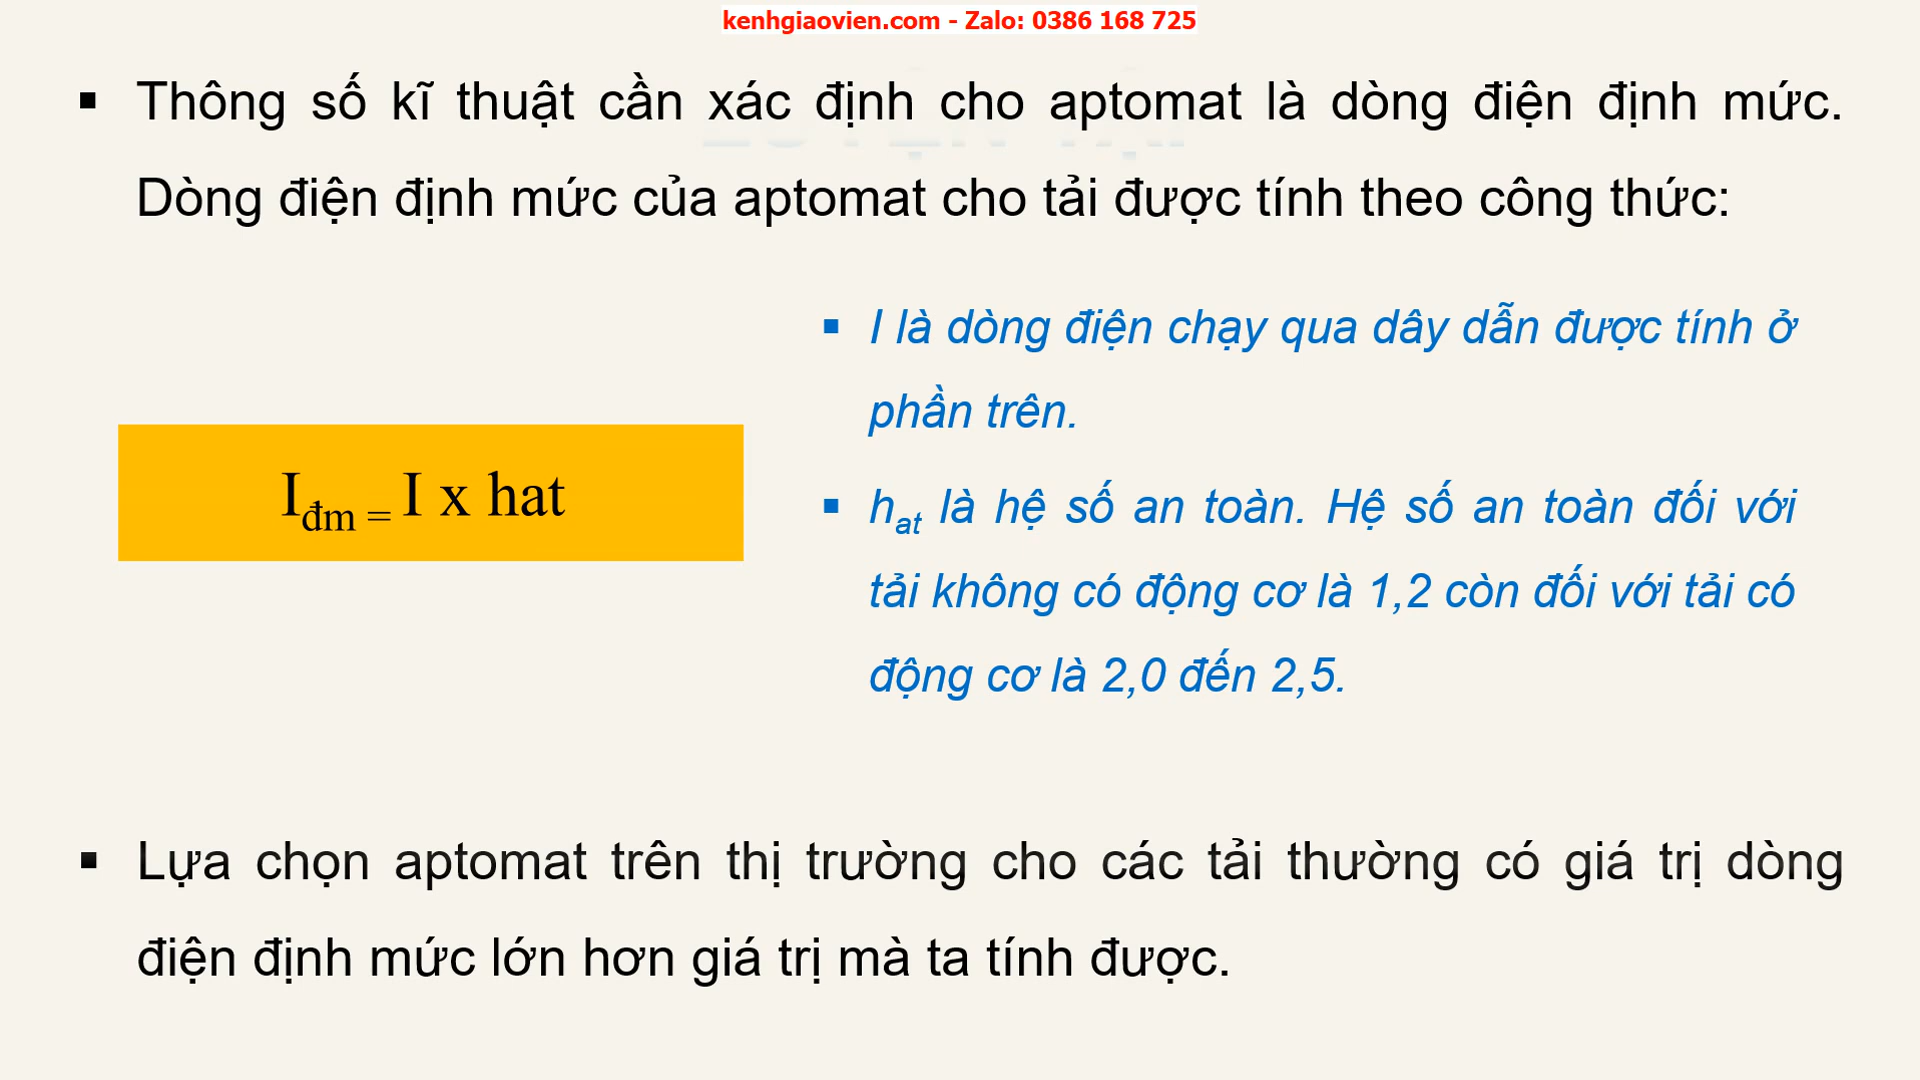 kenhgiaovien.com - Zalo: 0386 168 725
▪ Thông số kĩ thuật cần xác định cho aptomat là dòng điện định mức.
Dòng điện định mức của aptomat cho tải được tính theo công thức:
▪ I là dòng điện chạy qua dây dẫn được tính ở
phần trên.
Iđm = I x hat
▪ hat là hệ số an toàn. Hệ số an toàn đối với
tải không có động cơ là 1,2 còn đối với tải có
động cơ là 2,0 đến 2,5.
▪ Lựa chọn aptomat trên thị trường cho các tải thường có giá trị dòng
điện định mức lớn hơn giá trị mà ta tính được.